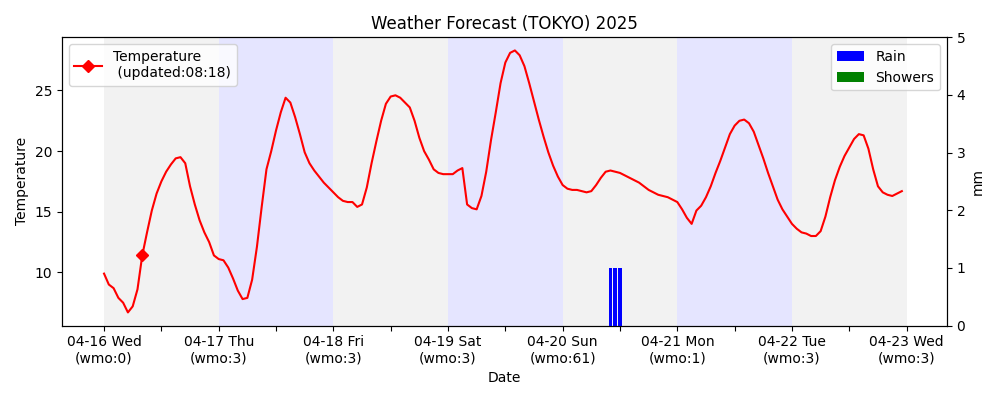 Weather Forecast (TOKYO) 2025
Temperature
(updated:08:18)
Rain
Showers
Temperature
25
20
15
10
5
4
3
2
1
0
mm
04-16 Wed
(wmo:0)
04-17 Thu
(wmo:3)
04-18 Fri
(wmo:3)
04-19 Sat
(wmo:3)
04-20 Sun
(wmo:61)
04-21 Mon
(wmo:1)
04-22 Tue
(wmo:3)
04-23 Wed
(wmo:3)
Date